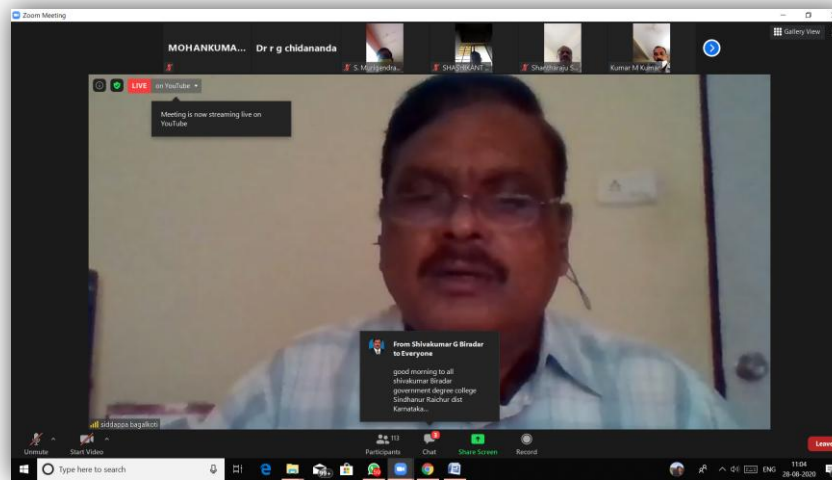 Zoom Meeting
Gallery View
MOHANKUMA...
Dr r g chidananda
S. Munigendra...
SHASHIKANT ...
Shantharaju S...
Kumar M Kumar
LIVE on YouTube
Meeting is now streaming live on
YouTube
From Shivakumar G Biradar
to Everyone
good morning to all
shivakumar Biradar
government degree college
Sindhanur Raichur dist
Karnataka...
siddappa bagalkoti
Unmute
Start Video
113
Participants
3
Chat
Share Screen
Record
Leave
Type here to search
99+
ENG
11:04
28-08-2020